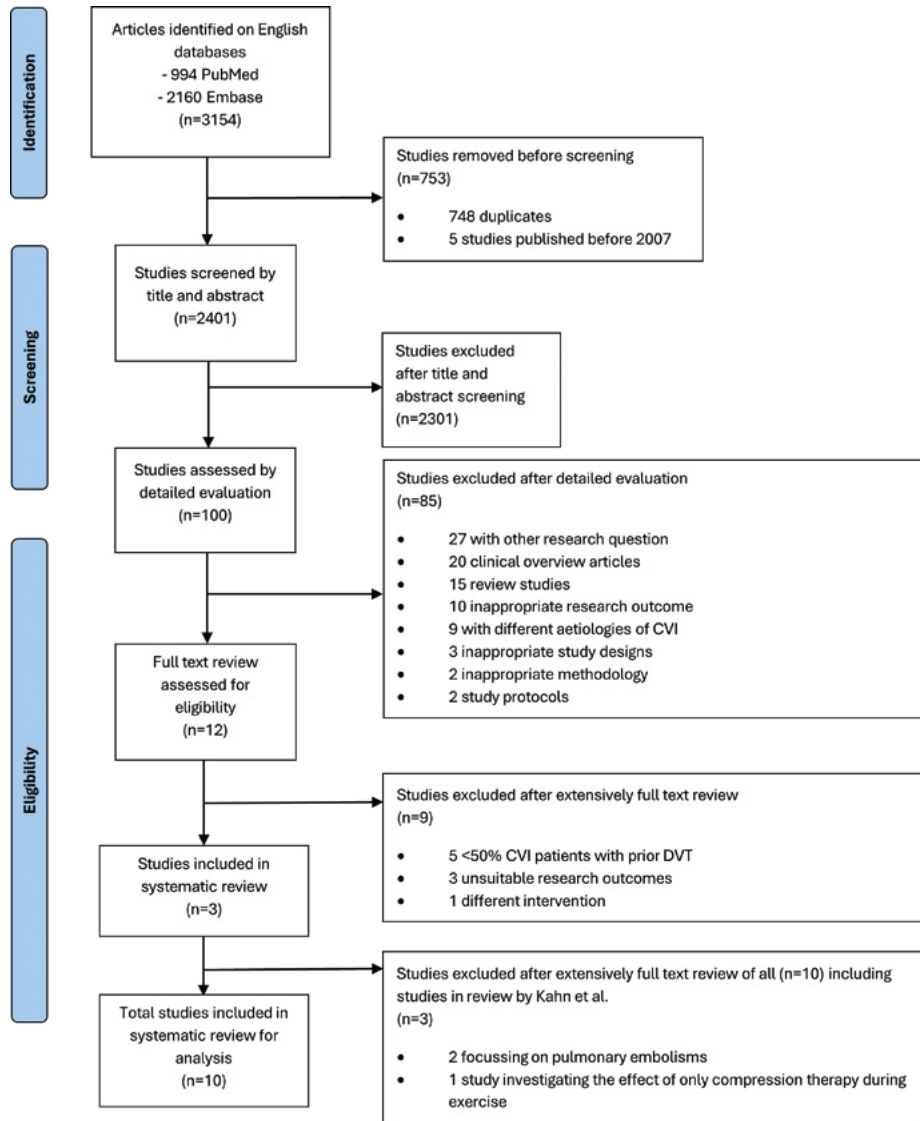 Identification
Articles identified on English
databases
- 994 PubMed
- 2160 Embase
(n=3154)
Studies removed before screening
(n=753)
• 748 duplicates
• 5 studies published before 2007
Screening
Studies screened by
title and abstract
(n=2401)
Studies excluded
after title and
abstract screening
(n=2301)
Studies assessed by
detailed evaluation
(n=100)
Studies excluded after detailed evaluation
(n=85)
• 27 with other research question
• 20 clinical overview articles
• 15 review studies
• 10 inappropriate research outcome
• 9 with different aetiologies of CVI
• 3 inappropriate study designs
• 2 inappropriate methodology
• 2 study protocols
Eligibility
Full text review
assessed for
eligibility
(n=12)
Studies excluded after extensively full text review
(n=9)
• 5 <50% CVI patients with prior DVT
• 3 unsuitable research outcomes
• 1 different intervention
Studies included in
systematic review
(n=3)
Studies excluded after extensively full text review of all (n=10) including
studies in review by Kahn et al.
(n=3)
• 2 focussing on pulmonary embolisms
• 1 study investigating the effect of only compression therapy during
exercise
Total studies included in
systematic review for
analysis
(n=10)